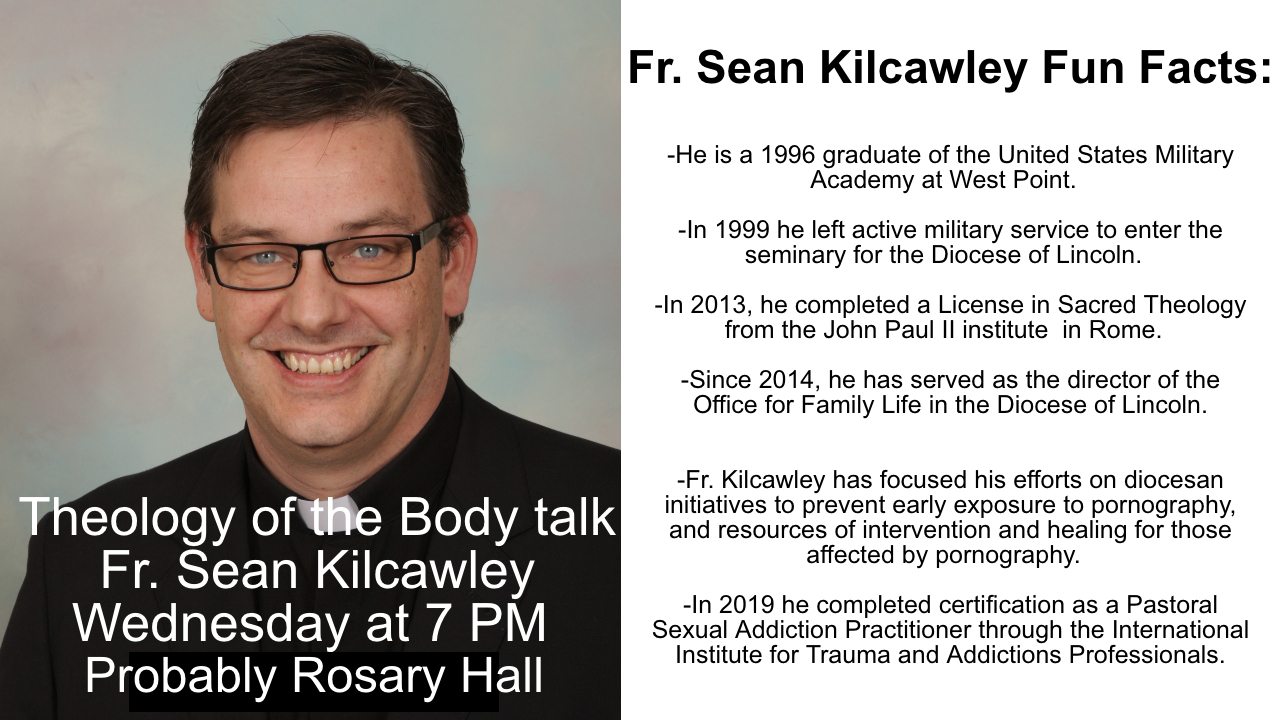 Theology of the Body talk
Fr. Sean Kilcawley
Wednesday at 7 PM
Probably Rosary Hall
Fr. Sean Kilcawley Fun Facts:
-He is a 1996 graduate of the United States Military
Academy at West Point.
-In 1999 he left active military service to enter the
seminary for the Diocese of Lincoln.
-In 2013, he completed a License in Sacred Theology
from the John Paul II institute  in Rome.
-Since 2014, he has served as the director of the
Office for Family Life in the Diocese of Lincoln.
-Fr. Kilcawley has focused his efforts on diocesan
initiatives to prevent early exposure to pornography,
and resources of intervention and healing for those
affected by pornography.
-In 2019 he completed certification as a Pastoral
Sexual Addiction Practitioner through the International
Institute for Trauma and Addictions Professionals.